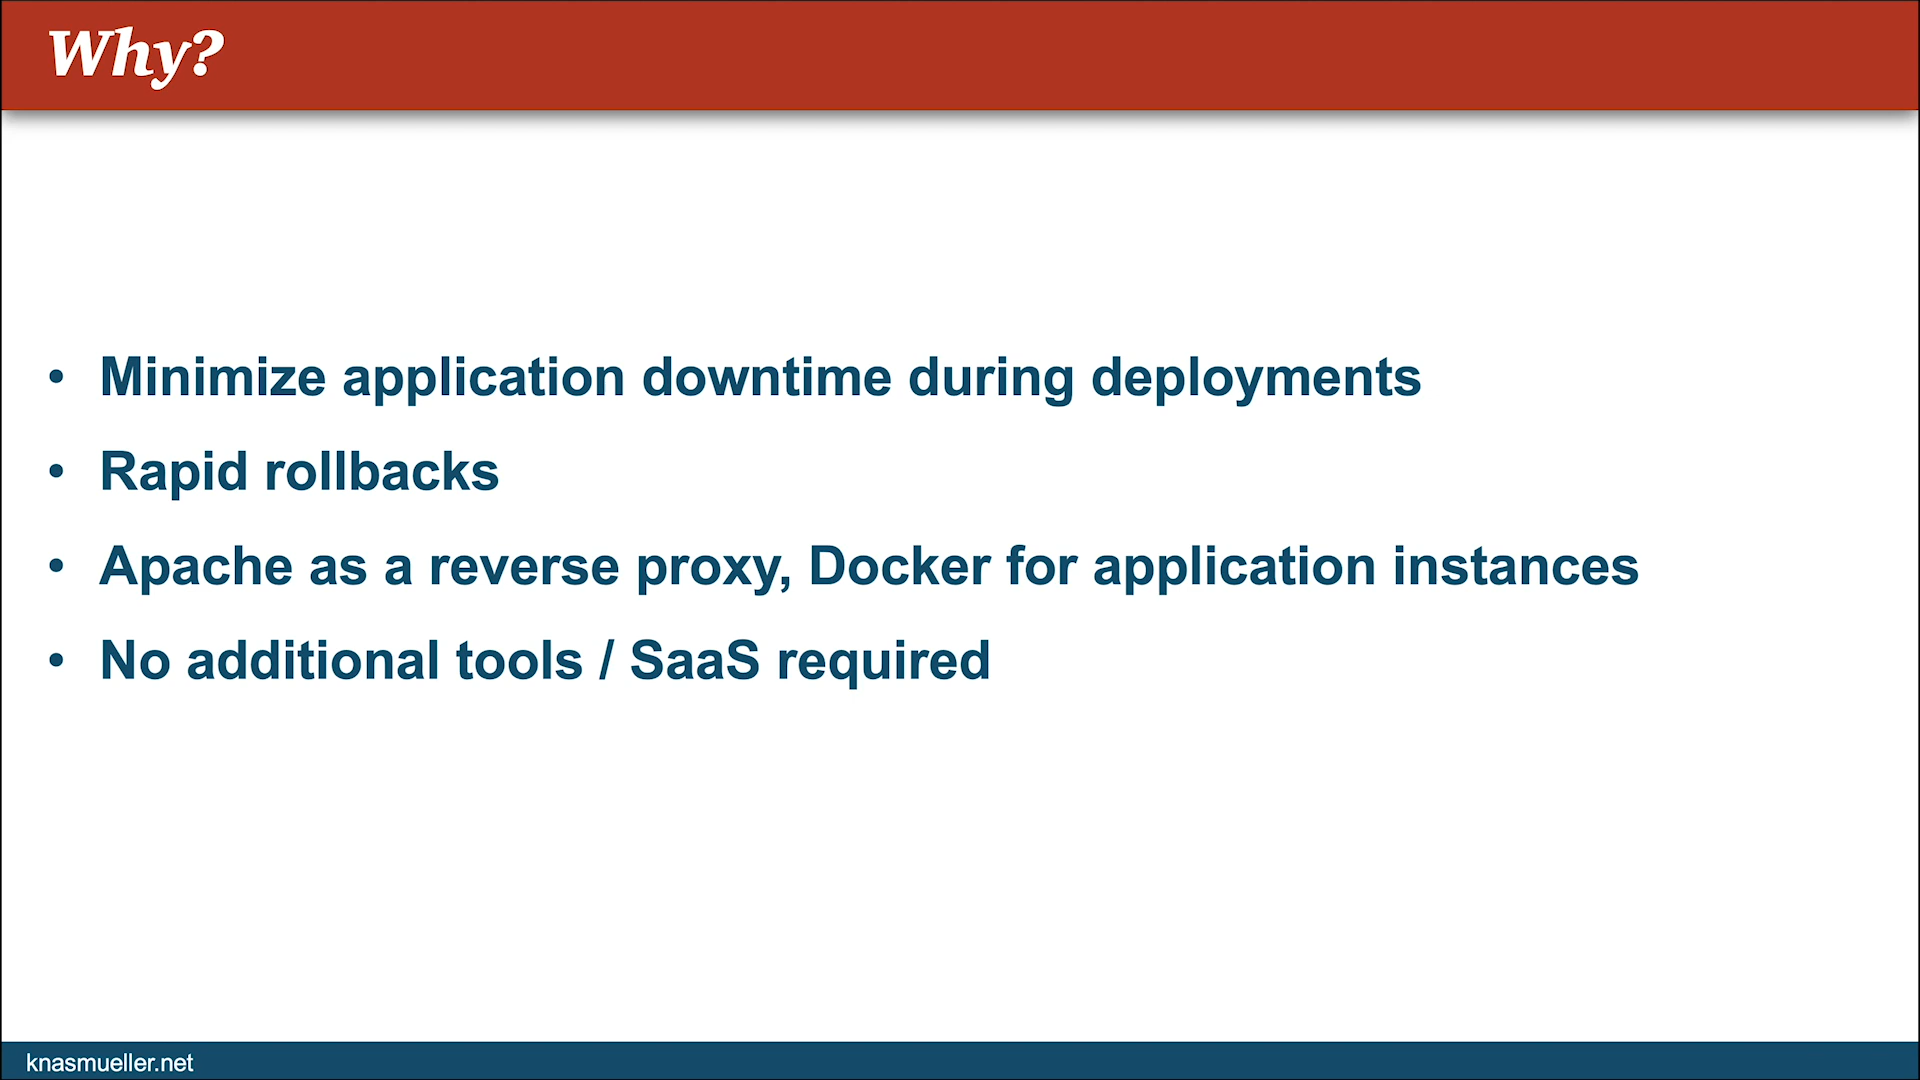 Why?
• Minimize application downtime during deployments
• Rapid rollbacks
• Apache as a reverse proxy, Docker for application instances
• No additional tools / SaaS required
knasmueller.net